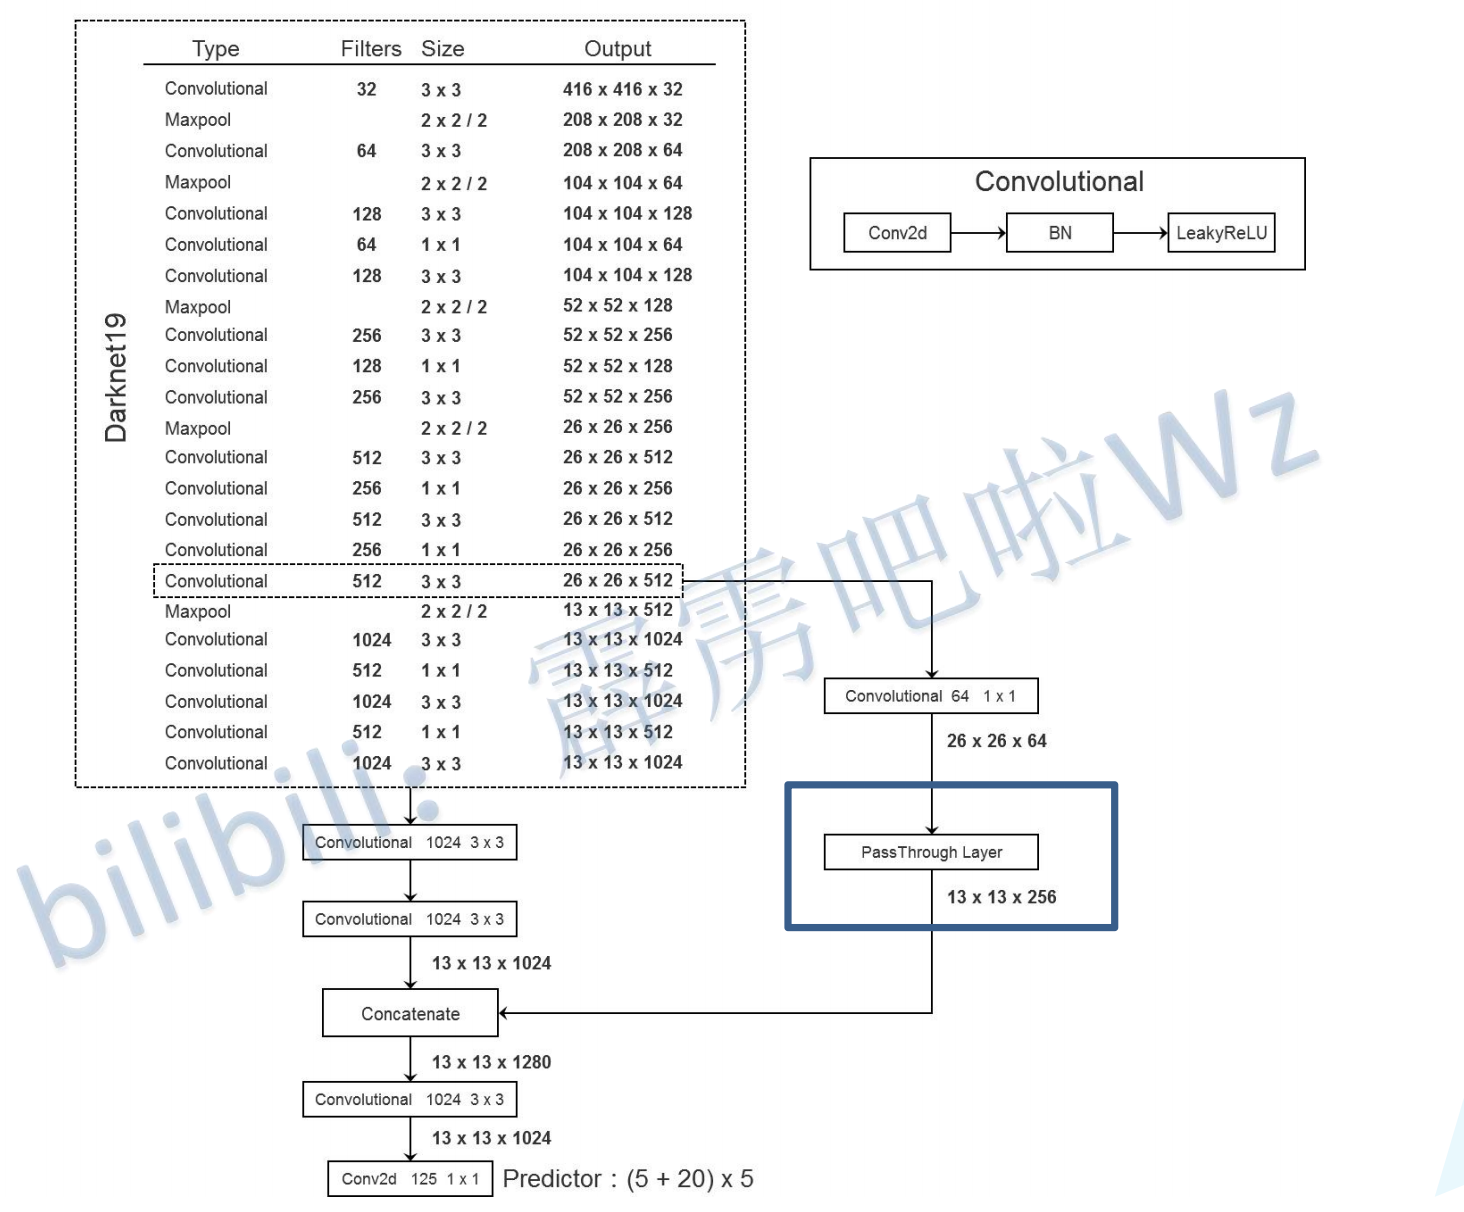 Type Filters Size Output
Convolutional 32 3 x 3 416 x 416 x 32
Maxpool 2 x 2 / 2 208 x 208 x 32
Convolutional 64 3 x 3 208 x 208 x 64
Maxpool 2 x 2 / 2 104 x 104 x 64
Convolutional 128 3 x 3 104 x 104 x 128
Convolutional 64 1 x 1 104 x 104 x 64
Convolutional 128 3 x 3 104 x 104 x 128
Maxpool 2 x 2 / 2 52 x 52 x 128
Convolutional 256 3 x 3 52 x 52 x 256
Convolutional 128 1 x 1 52 x 52 x 128
Convolutional 256 3 x 3 52 x 52 x 256
Maxpool 2 x 2 / 2 26 x 26 x 256
Convolutional 512 3 x 3 26 x 26 x 512
Convolutional 256 1 x 1 26 x 26 x 256
Convolutional 512 3 x 3 26 x 26 x 512
Convolutional 256 1 x 1 26 x 26 x 256
Convolutional 512 3 x 3 26 x 26 x 512
Maxpool 2 x 2 / 2 13 x 13 x 512
Convolutional 1024 3 x 3 13 x 13 x 1024
Convolutional 512 1 x 1 13 x 13 x 512
Convolutional 1024 3 x 3 13 x 13 x 1024
Convolutional 512 1 x 1 13 x 13 x 512
Convolutional 1024 3 x 3 13 x 13 x 1024
Darknet19
Convolutional
Conv2d BN LeakyReLU
Convolutional 64 1 x 1
26 x 26 x 64
PassThrough Layer
13 x 13 x 256
Convolutional 1024 3 x 3
Convolutional 1024 3 x 3
13 x 13 x 1024
Concatenate
13 x 13 x 1280
Convolutional 1024 3 x 3
13 x 13 x 1024
Conv2d 125 1 x 1 Predictor : (5 + 20) x 5
bilibili: 霹雳吧啦Wz